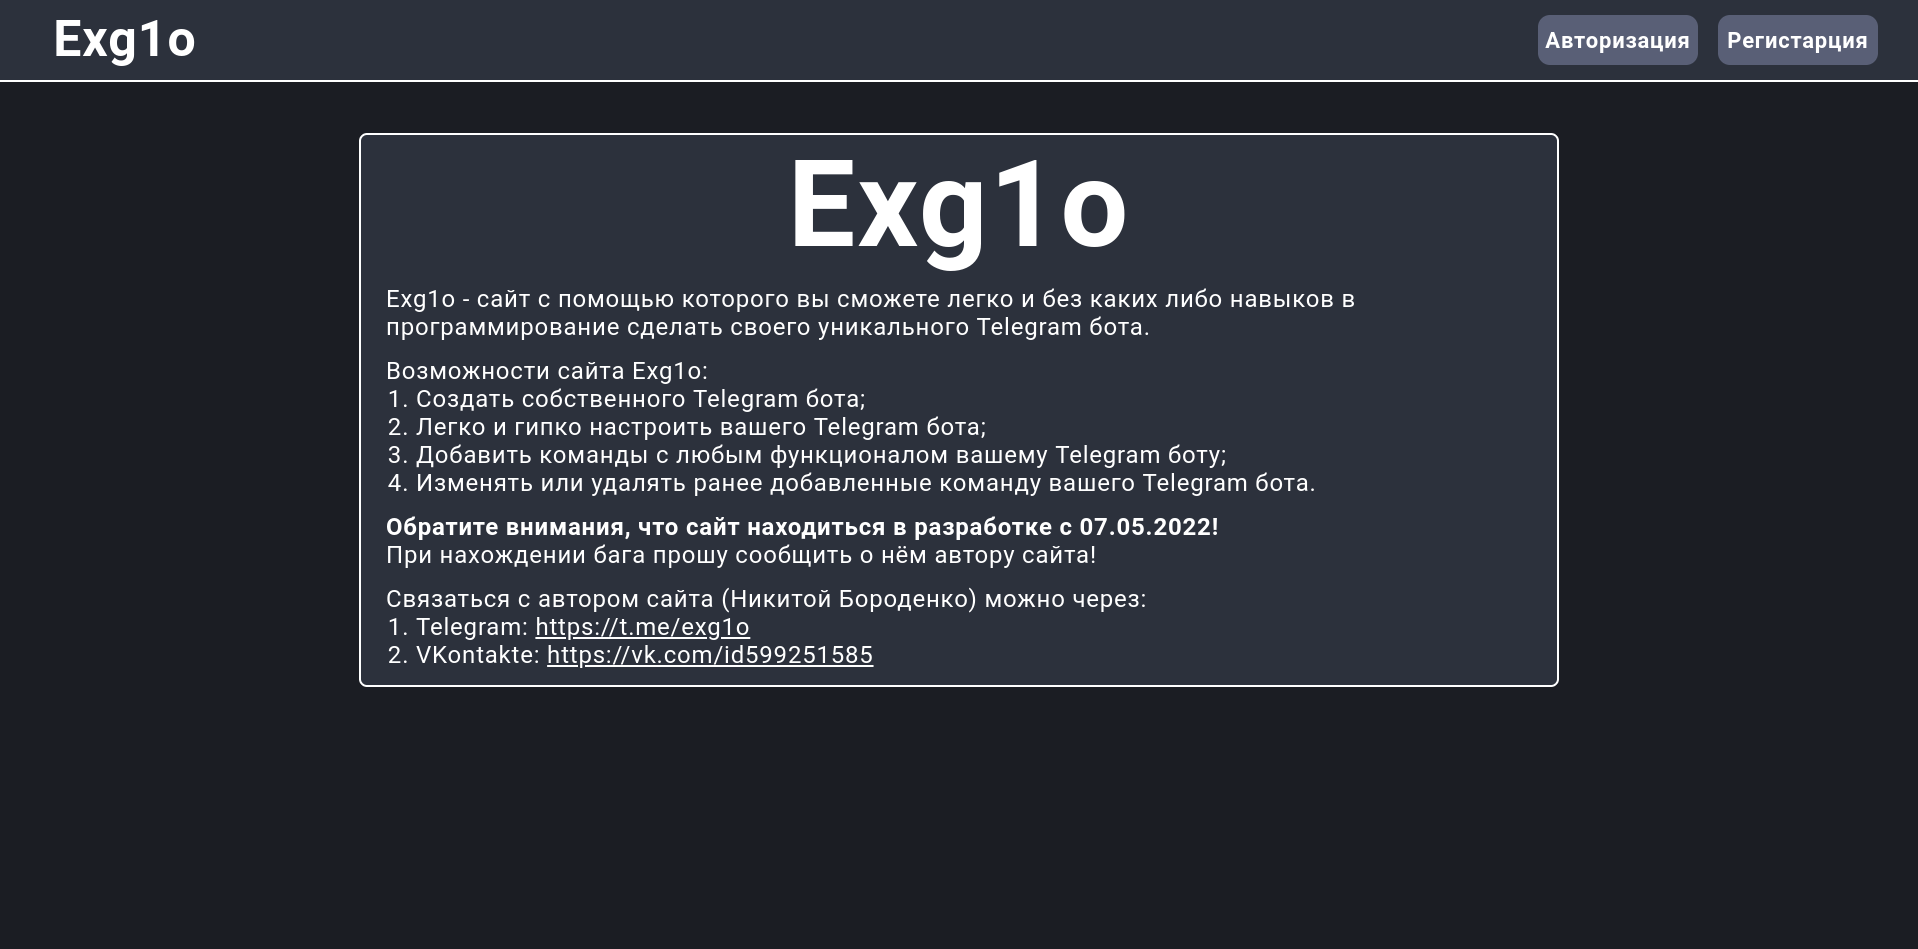 Exg1o
Авторизация
Регистарция
Exg1o
Exg1o - сайт с помощью которого вы сможете легко и без каких либо навыков в
программирование сделать своего уникального Telegram бота.
Возможности сайта Exg1o:
1. Создать собственного Telegram бота;
2. Легко и гипко настроить вашего Telegram бота;
3. Добавить команды с любым функционалом вашему Telegram боту;
4. Изменять или удалять ранее добавленные команду вашего Telegram бота.
Обратите внимания, что сайт находиться в разработке с 07.05.2022!
При нахождении бага прошу сообщить о нём автору сайта!
Связаться с автором сайта (Никитой Бороденко) можно через:
1. Telegram: https://t.me/exg1o
2. VKontakte: https://vk.com/id599251585